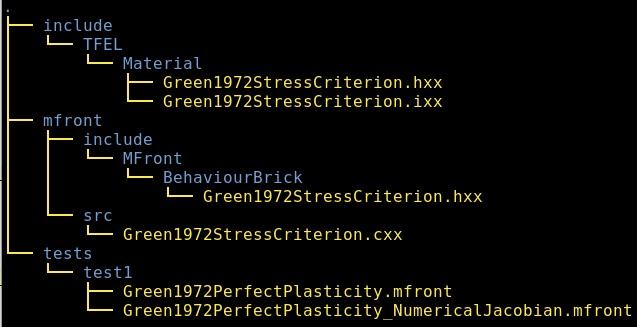 .
├── include
│   └── TFEL
│       └── Material
│           ├── Green1972StressCriterion.hxx
│           └── Green1972StressCriterion.ixx
├── mfront
│   ├── include
│   │   └── MFront
│   │       └── BehaviourBrick
│   │           └── Green1972StressCriterion.hxx
│   └── src
│       └── Green1972StressCriterion.cxx
└── tests
    └── test1
        ├── Green1972PerfectPlasticity.mfront
        └── Green1972PerfectPlasticity_NumericalJacobian.mfront